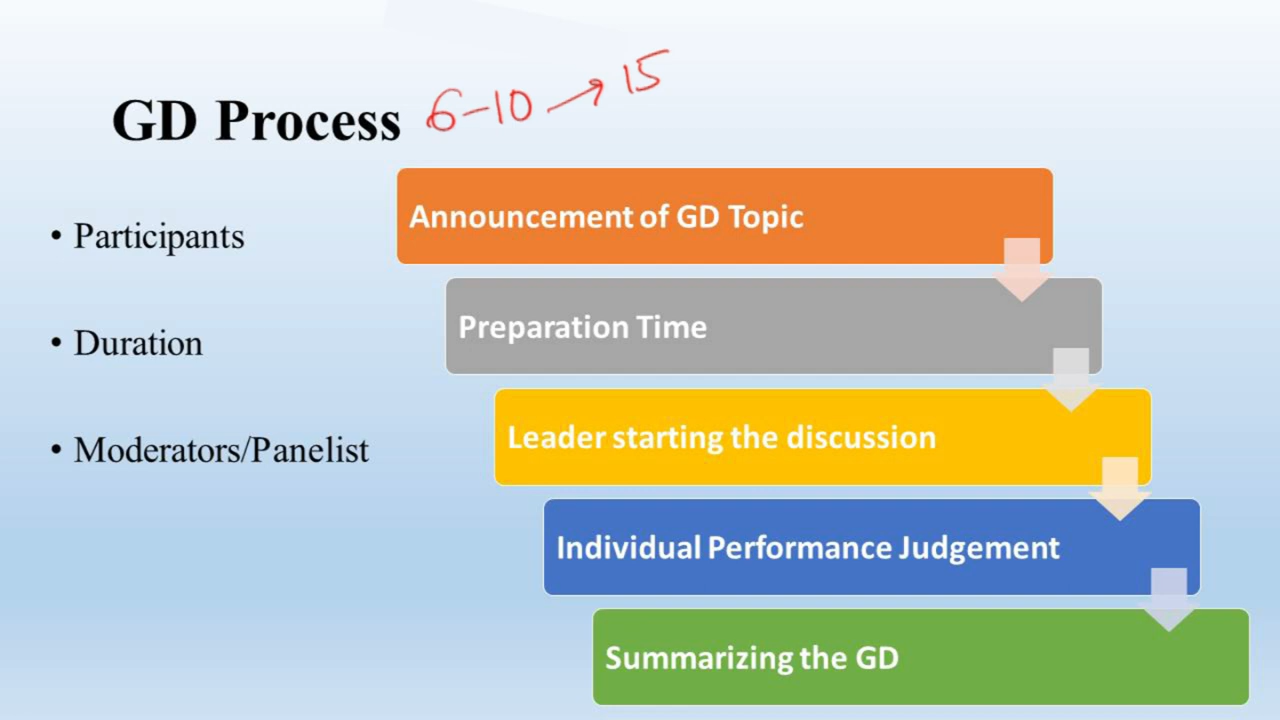 GD Process 6-10 → 15
• Participants
• Duration
• Moderators/Panelist
Announcement of GD Topic
Preparation Time
Leader starting the discussion
Individual Performance Judgement
Summarizing the GD